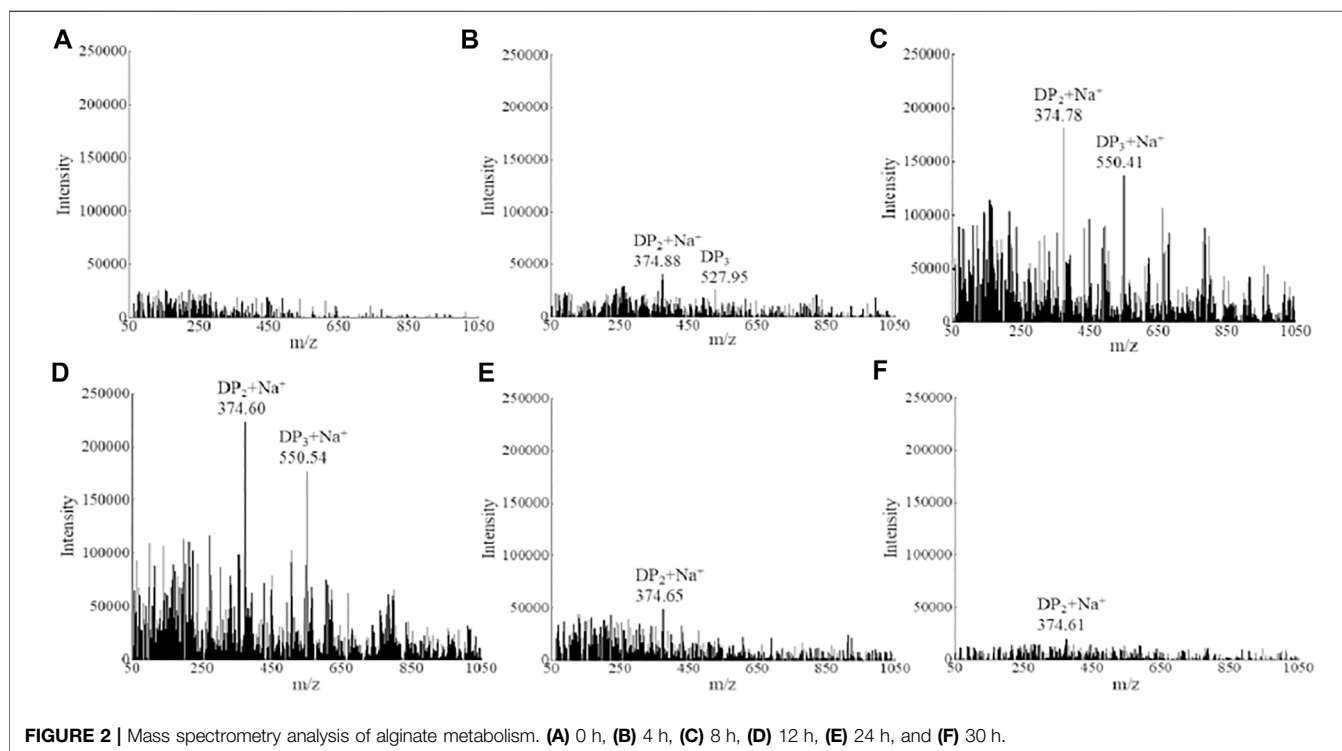 A
250000
200000
150000
100000
50000
0
Intensity
50 250 450 650 850 1050
m/z
B
250000
200000
150000
100000
50000
0
Intensity
DP₂+Na⁺
374.88
DP₃
527.95
50 250 450 650 850 1050
m/z
C
250000
200000
150000
100000
50000
0
Intensity
DP₂+Na⁺
374.78
DP₃+Na⁺
550.41
50 250 450 650 850 1050
m/z
D
250000
200000
150000
100000
50000
0
Intensity
DP₂+Na⁺
374.60
DP₃+Na⁺
550.54
50 250 450 650 850 1050
m/z
E
250000
200000
150000
100000
50000
0
Intensity
DP₂+Na⁺
374.65
50 250 450 650 850 1050
m/z
F
250000
200000
150000
100000
50000
0
Intensity
DP₂+Na⁺
374.61
50 250 450 650 850 1050
m/z
FIGURE 2 | Mass spectrometry analysis of alginate metabolism. (A) 0 h, (B) 4 h, (C) 8 h, (D) 12 h, (E) 24 h, and (F) 30 h.